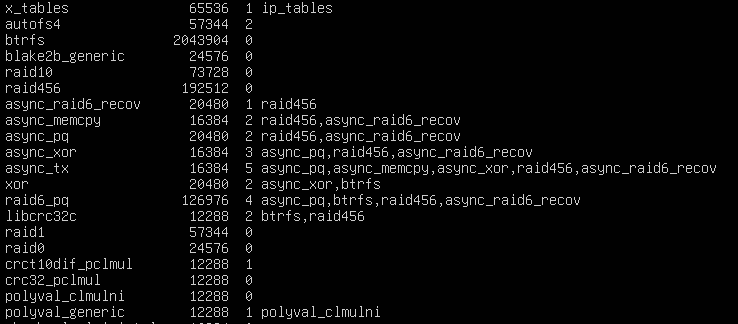 x_tables 65536 1 ip_tables
autofs4 57344 2
btrfs 2043904 0
blake2b_generic 24576 0
raid10 73728 0
raid456 192512 0
async_raid6_recov 20480 1 raid456
async_memcpy 16384 2 raid456,async_raid6_recov
async_pq 20480 2 raid456,async_raid6_recov
async_xor 16384 3 async_pq,raid456,async_raid6_recov
async_tx 16384 5 async_pq,async_memcpy,async_xor,raid456,async_raid6_recov
xor 20480 2 async_xor,btrfs
raid6_pq 126976 4 async_pq,btrfs,raid456,async_raid6_recov
libcrc32c 12288 2 btrfs,raid456
raid1 57344 0
raid0 24576 0
crct10dif_pclmul 12288 1
crc32_pclmul 12288 0
polyval_clmulni 12288 0
polyval_generic 12288 1 polyval_clmulni